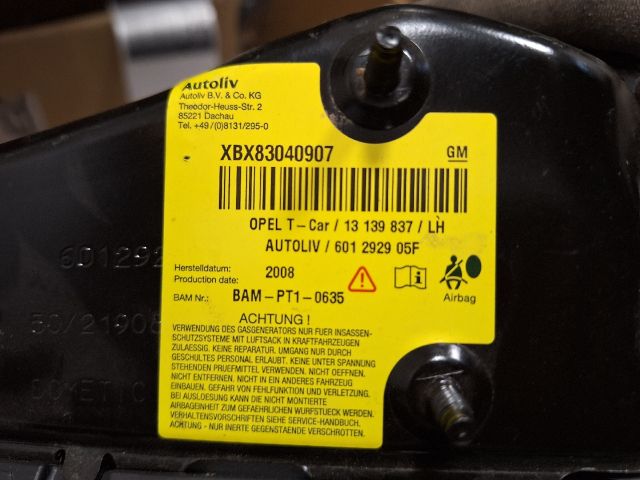 Autoliv
Autoliv B.V. & Co. KG
Theodor-Heuss-Str. 2
85221 Dachau
Tel. +49/(0)8131/295-0
XBX83040907
GM
OPEL T-Car / 13 139 837 / LH
AUTOLIV / 601 2929 05F
Herstelldatum:
Production date:
2008
Airbag
BAM Nr.:
BAM-PT1-0635
ACHTUNG !
VERWENDUNG DES GASGENERATORS NUR FUER INSASSEN-
SCHUTZSYSTEME MIT LUFTSACK IN KRAFTFAHRZEUGEN
ZULAESSIG. KEINE REPARATUR. UMGANG NUR DURCH
GESCHULTES PERSONAL ERLAUBT. KEINE UNTER SPANNUNG
STEHENDEN PRUEFMITTEL VERWENDEN. NICHT OEFFNEN.
NICHT ENTFERNEN. NICHT IN EIN ANDERES FAHRZEUG
EINBAUEN. GEFAHR VON FEHLFUNKTION UND VERLETZUNG.
BEI AUSLOESUNG KANN DIE NICHT MONTIERTE
AIRBAGEINHEIT ZUM GEFAEHRLICHEN WURFSTUECK WERDEN.
VERHALTENSVORSCHRIFTEN SIEHE SERVICE-HANDBUCH.
ACHTUNG - NUR INERTE GEGENSTAENDE VERSCHROTTEN.
601292